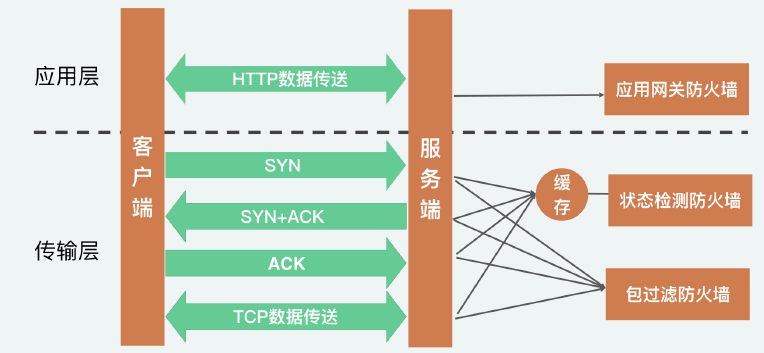 应用层
HTTP数据传送
应用网关防火墙
客户端
服务端
SYN
缓存
状态检测防火墙
SYN+ACK
传输层
ACK
包过滤防火墙
TCP数据传送